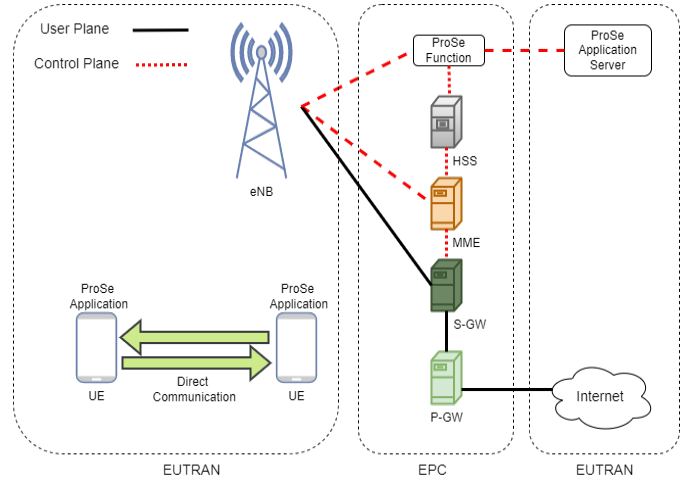 User Plane
Control Plane
eNB
ProSe
Application
UE
ProSe
Application
UE
Direct
Communication
EUTRAN
ProSe
Function
HSS
MME
S-GW
P-GW
EPC
ProSe
Application
Server
Internet
EUTRAN